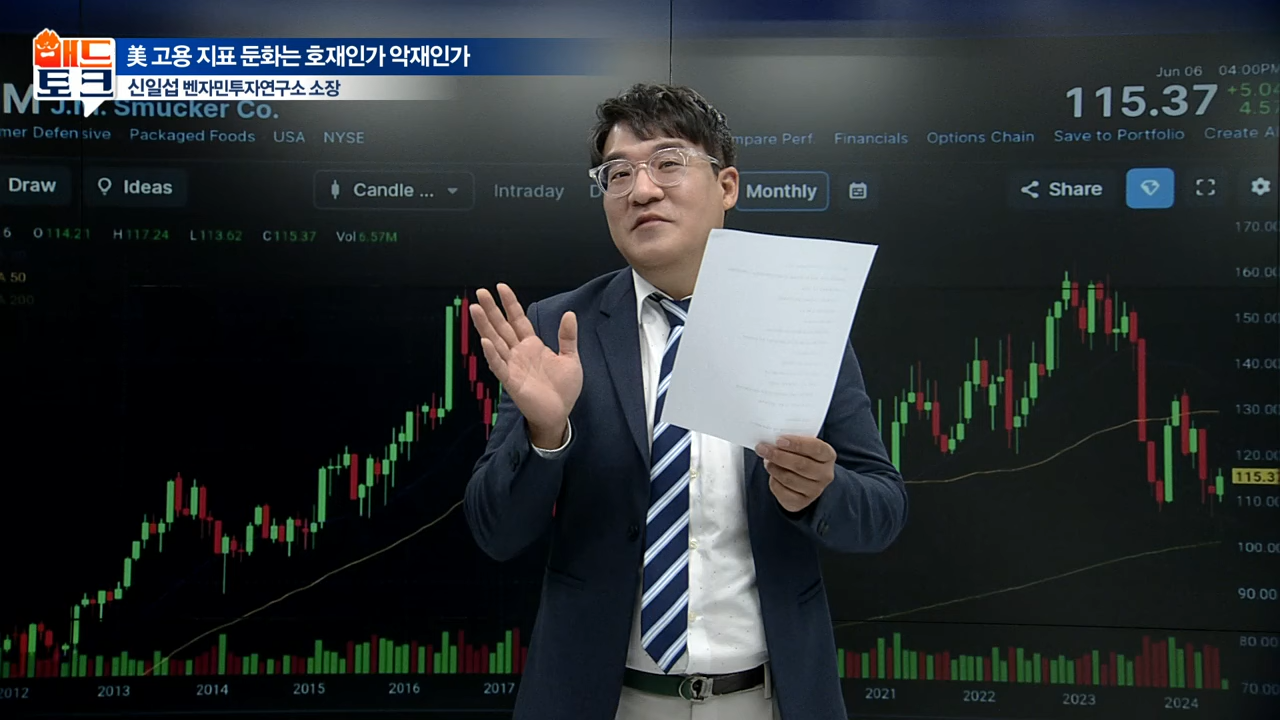 매드
토크
美 고용 지표 둔화는 호재인가 악재인가
신일섭 벤자민투자연구소 소장
M J.M. Smucker Co.
mer Defensive Packaged Foods USA NYSE
Jun 06 04:00PM
115.37 +5.04
4.5
mpare Perf. Financials Options Chain Save to Portfolio Create Al
Draw Ideas Candle ... Intraday D Monthly Share
6 O114.21 H117.24 L113.62 C115.37 Vol6.57M
A 50
A 200
170.00
160.00
150.00
140.00
130.00
120.00
115.37
110.00
100.00
90.00
80.00
70.00
2012 2013 2014 2015 2016 2017 2021 2022 2023 2024